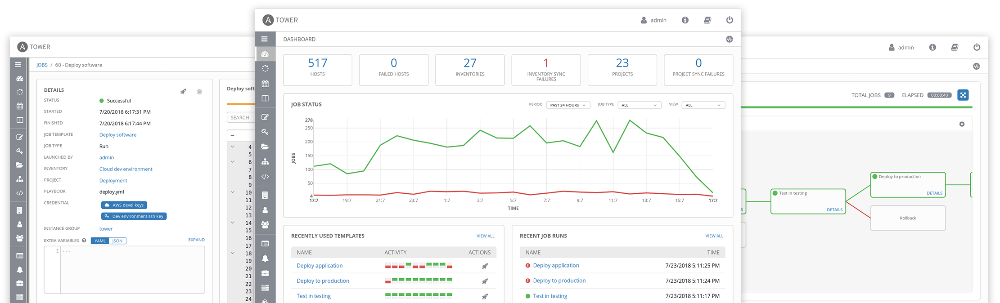 TOWER
JOBS / 60 - Deploy software
DETAILS
STATUS Successful
STARTED 7/20/2018 6:17:31 PM
FINISHED 7/20/2018 6:17:44 PM
JOB TEMPLATE Deploy software
JOB TYPE Run
LAUNCHED BY admin
INVENTORY Cloud dev environment
PROJECT Deployment
PLAYBOOK deploy.yml
CREDENTIAL AWS devel keys
Dev environment ssh key
INSTANCE GROUP tower
EXTRA VARIABLES YAML JSON EXPAND
1 ---
Deploy soft
SEARCH
4
5
6
7
8
9
10
11
12
13
14
15
16
17
18
19
20
21
22
23
24
TOWER admin
DASHBOARD
517 HOSTS
0 FAILED HOSTS
27 INVENTORIES
1 INVENTORY SYNC
FAILURES
23 PROJECTS
0 PROJECT SYNC FAILURES
JOB STATUS PERIOD PAST 24 HOURS JOB TYPE ALL VIEW ALL
278
250
200
150
100
50
4
JOBS
17:7 19:7 21:7 23:7 1:7 3:7 5:7 7:7 9:7 11:7 13:7 15:7 17:7
TIME
RECENTLY USED TEMPLATES VIEW ALL
NAME ACTIVITY ACTIONS
Deploy application
Deploy to production
Test in testing
RECENT JOB RUNS VIEW ALL
NAME TIME
Deploy application 7/23/2018 5:11:25 PM
Deploy to production 7/23/2018 5:11:24 PM
Test in testing 7/23/2018 5:11:17 PM
admin
TOTAL JOBS 9 ELAPSED 00:00:40
S
Test in testing
DETAILS
Deploy to production
DETAILS
Rollback